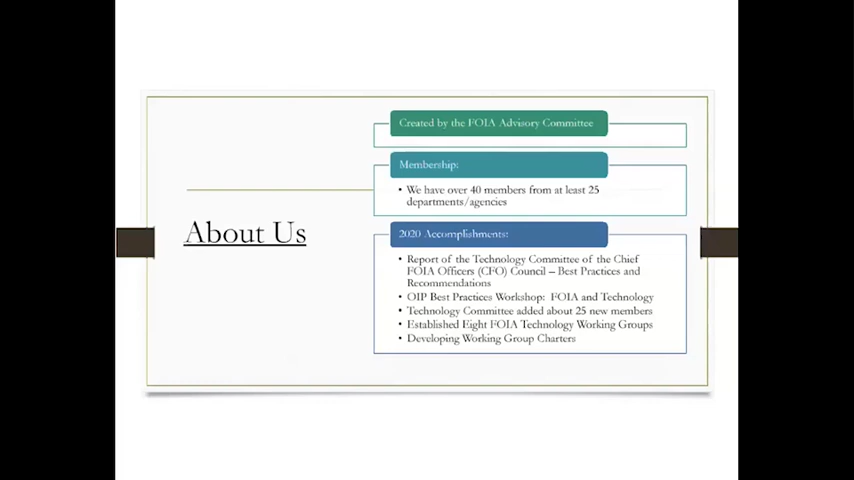 About Us
Created by the FOIA Advisory Committee
Membership:
• We have over 40 members from at least 25
departments/agencies
2020 Accomplishments:
• Report of the Technology Committee of the Chief
FOIA Officers (CFO) Council – Best Practices and
Recommendations
• OIP Best Practices Workshop: FOIA and Technology
• Technology Committee added about 25 new members
• Established Eight FOIA Technology Working Groups
• Developing Working Group Charters